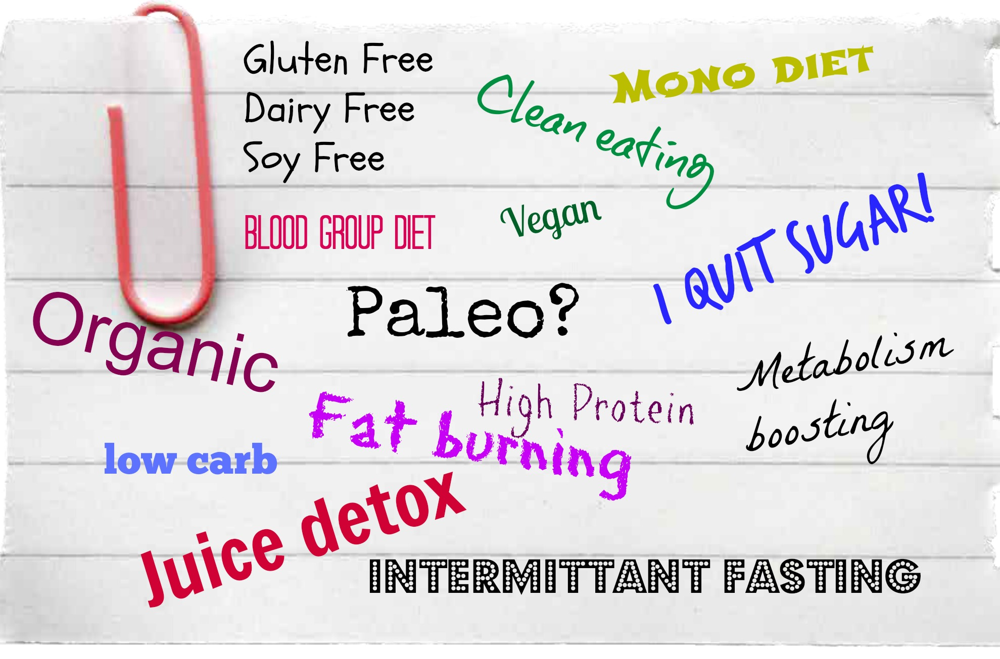 Gluten Free
Dairy Free
Soy Free
MONO DIET
Clean eating
BLOOD GROUP DIET
Vegan
I QUIT SUGAR!
Paleo?
Organic
Metabolism
boosting
High Protein
Fat burning
low carb
Juice detox
INTERMITTANT FASTING